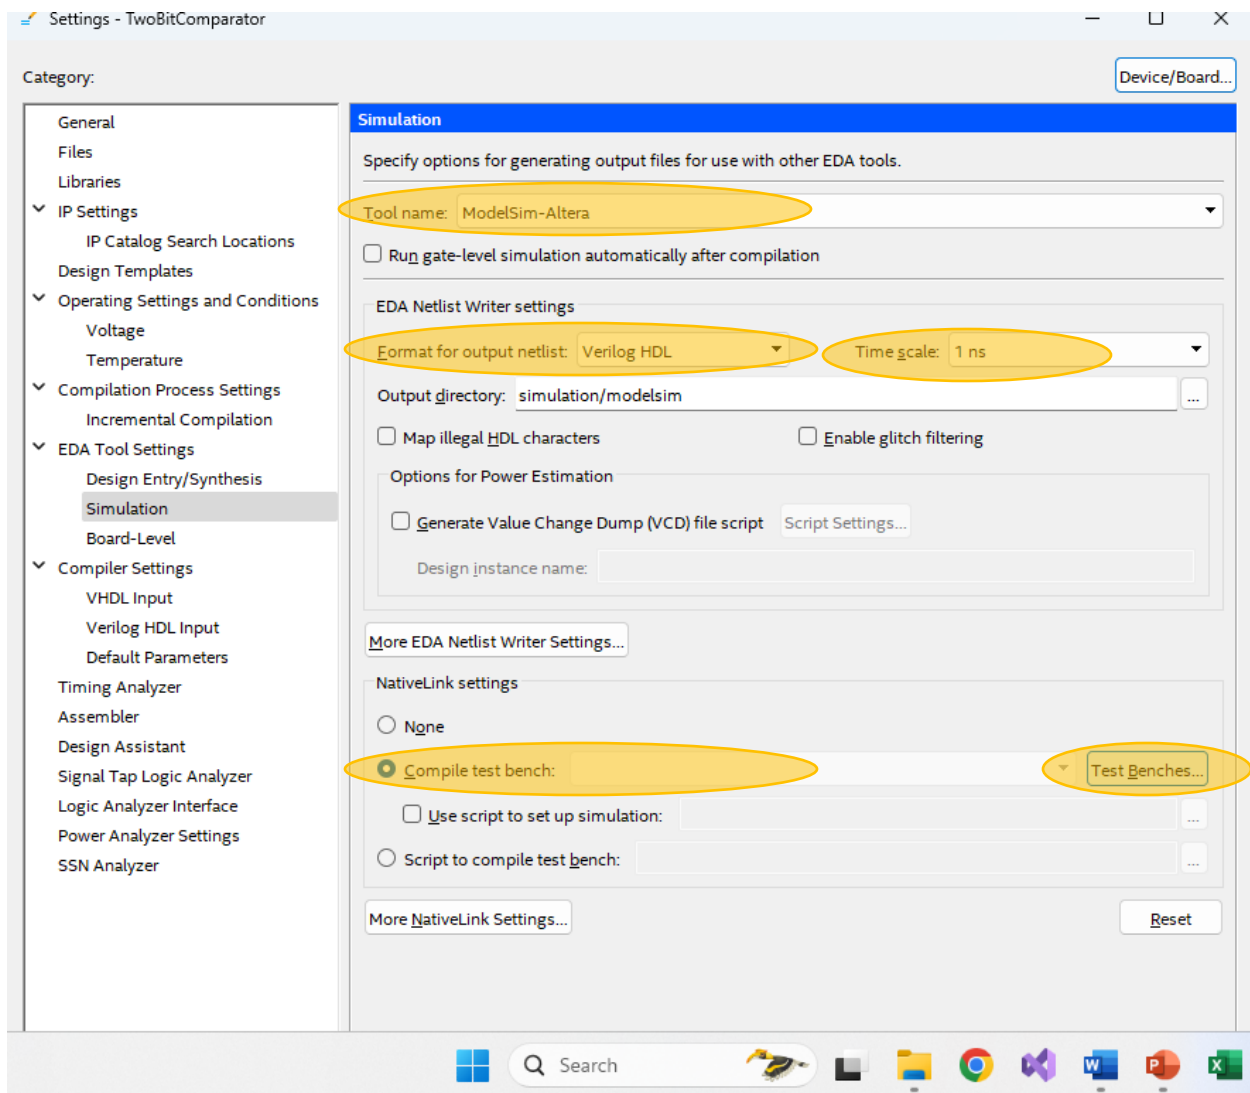 Settings - TwoBitComparator
Category:
Device/Board...
General
Files
Libraries
IP Settings
IP Catalog Search Locations
Design Templates
Operating Settings and Conditions
Voltage
Temperature
Compilation Process Settings
Incremental Compilation
EDA Tool Settings
Design Entry/Synthesis
Simulation
Board-Level
Compiler Settings
VHDL Input
Verilog HDL Input
Default Parameters
Timing Analyzer
Assembler
Design Assistant
Signal Tap Logic Analyzer
Logic Analyzer Interface
Power Analyzer Settings
SSN Analyzer
Simulation
Specify options for generating output files for use with other EDA tools.
Tool name: ModelSim-Altera
Run gate-level simulation automatically after compilation
EDA Netlist Writer settings
Format for output netlist: Verilog HDL Time scale: 1 ns
Output directory: simulation/modelsim ...
Map illegal HDL characters Enable glitch filtering
Options for Power Estimation
Generate Value Change Dump (VCD) file script Script Settings...
Design instance name:
More EDA Netlist Writer Settings...
NativeLink settings
None
Compile test bench: Test Benches...
Use script to set up simulation: ...
Script to compile test bench: ...
More NativeLink Settings... Reset
Search
W P X